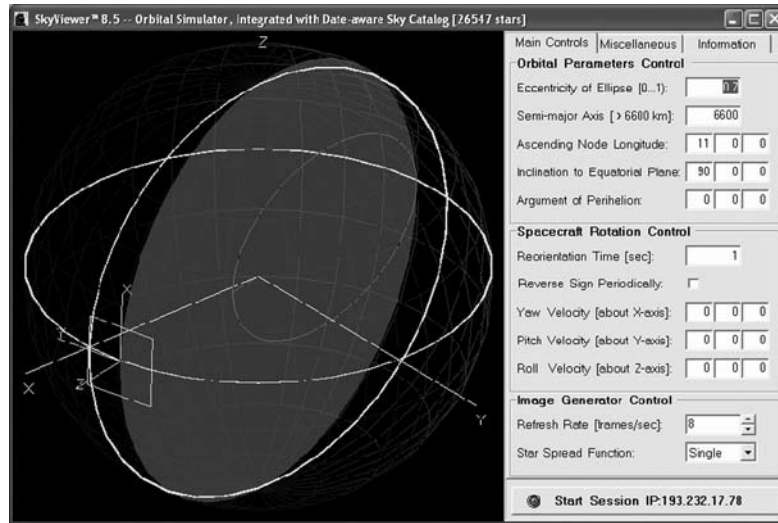 SkyViewer™ 8.5 -- Orbital Simulator, Integrated with Date-aware Sky Catalog [26547 stars]
Main Controls Miscellaneous Information
Orbital Parameters Control
Eccentricity of Ellipse [0...1): 0.7
Semi-major Axis [> 6600 km]: 6600
Ascending Node Longitude: 11 0 0
Inclination to Equatorial Plane: 90 0 0
Argument of Perihelion: 0 0 0
Spacecraft Rotation Control
Reorientation Time [sec]: 1
Reverse Sign Periodically:
Yaw Velocity [about X-axis] 0 0 0
Pitch Velocity [about Y-axis]: 0 0 0
Roll Velocity [about Z-axis]: 0 0 0
Image Generator Control
Refresh Rate [frames/sec]: 8
Star Spread Function: Single
Start Session IP:193.232.17.78
Z
X
Z
X
Y